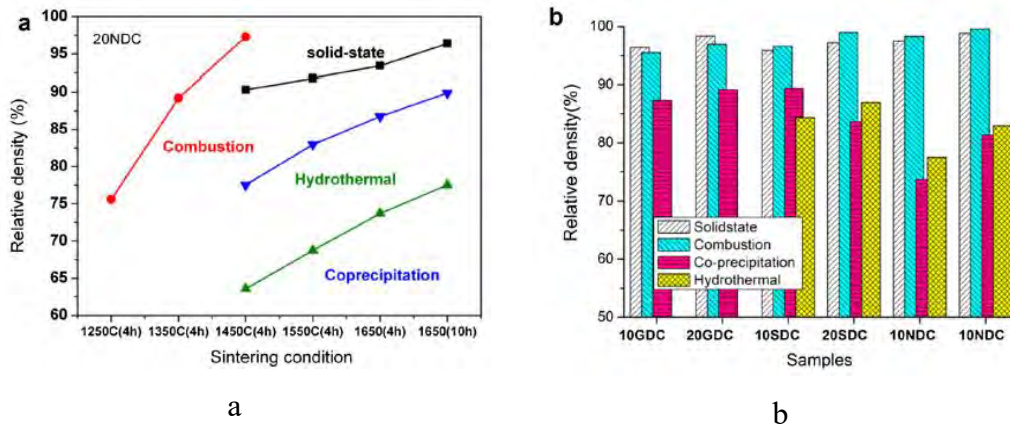 a
20NDC
solid-state
Combustion
Hydrothermal
Coprecipitation
Relative density (%)
100
95
90
85
80
75
70
65
60
1250C(4h) 1350C(4h) 1450C(4h) 1550C(4h) 1650(4h) 1650(10h)
Sintering condition
a
b
Relative density(%)
100
90
80
70
60
50
Solidstate
Combustion
Co-precipitation
Hydrothermal
10GDC 20GDC 10SDC 20SDC 10NDC 10NDC
Samples
b